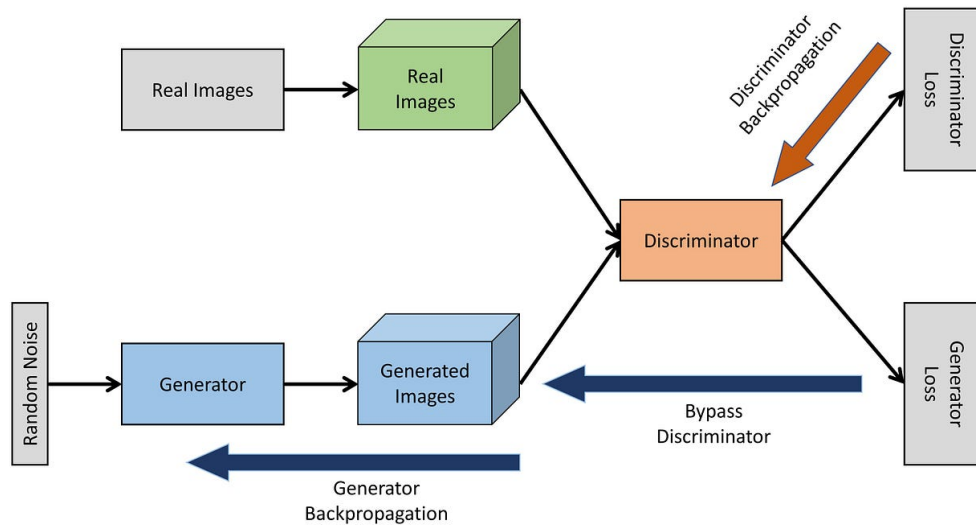 Real Images
Real
Images
Discriminator
Backpropagation
Discriminator
Loss
Discriminator
Random Noise
Generator
Generated
Images
Bypass
Discriminator
Generator
Loss
Generator
Backpropagation